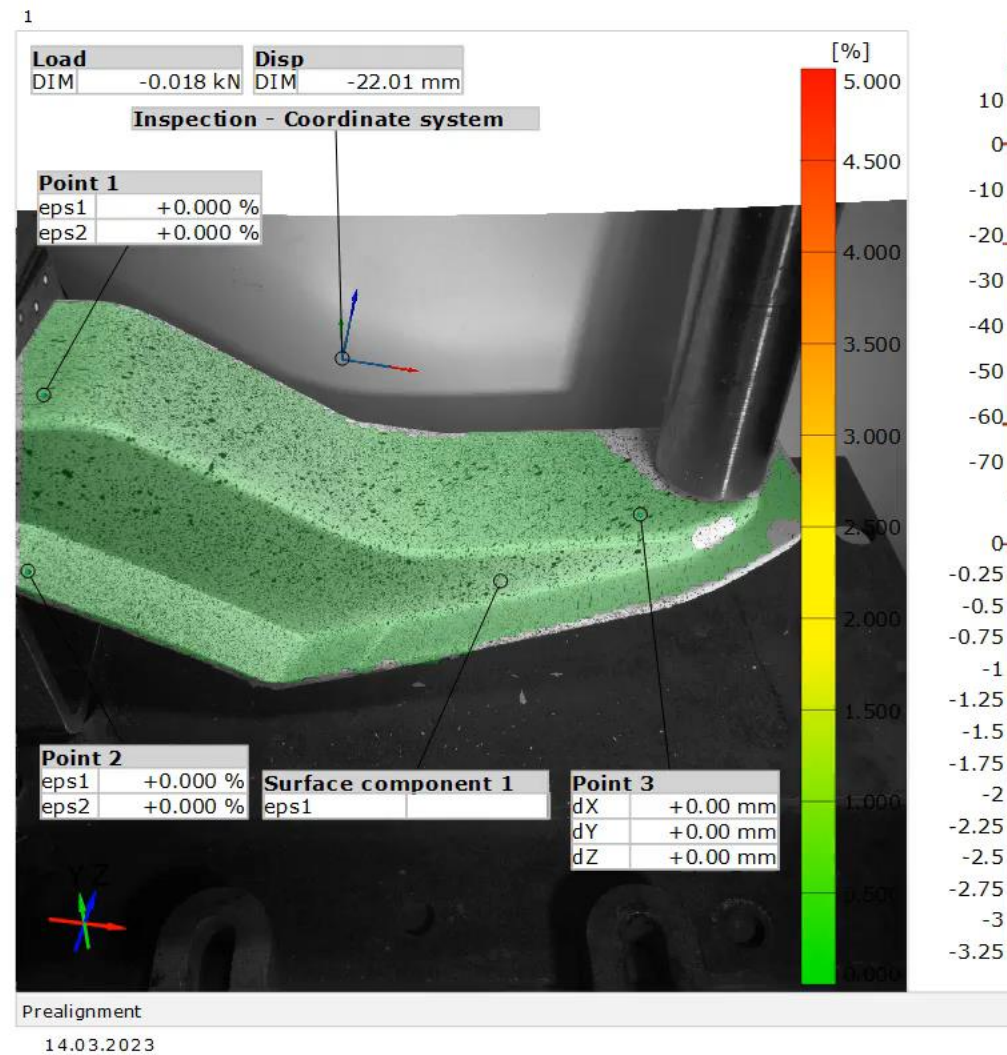 1
Load
DIM -0.018 kN
Disp
DIM -22.01 mm
Inspection - Coordinate system
Point 1
eps1 +0.000 %
eps2 +0.000 %
[%]
5.000
4.500
4.000
3.500
3.000
2.500
2.000
1.500
1.000
0.500
0.000
Point 2
eps1 +0.000 %
eps2 +0.000 %
Surface component 1
eps1
Point 3
dX +0.00 mm
dY +0.00 mm
dZ +0.00 mm
Y Z
Prealignment
14.03.2023
10
0
-10
-20
-30
-40
-50
-60
-70
0
-0.25
-0.5
-0.75
-1
-1.25
-1.5
-1.75
-2
-2.25
-2.5
-2.75
-3
-3.25